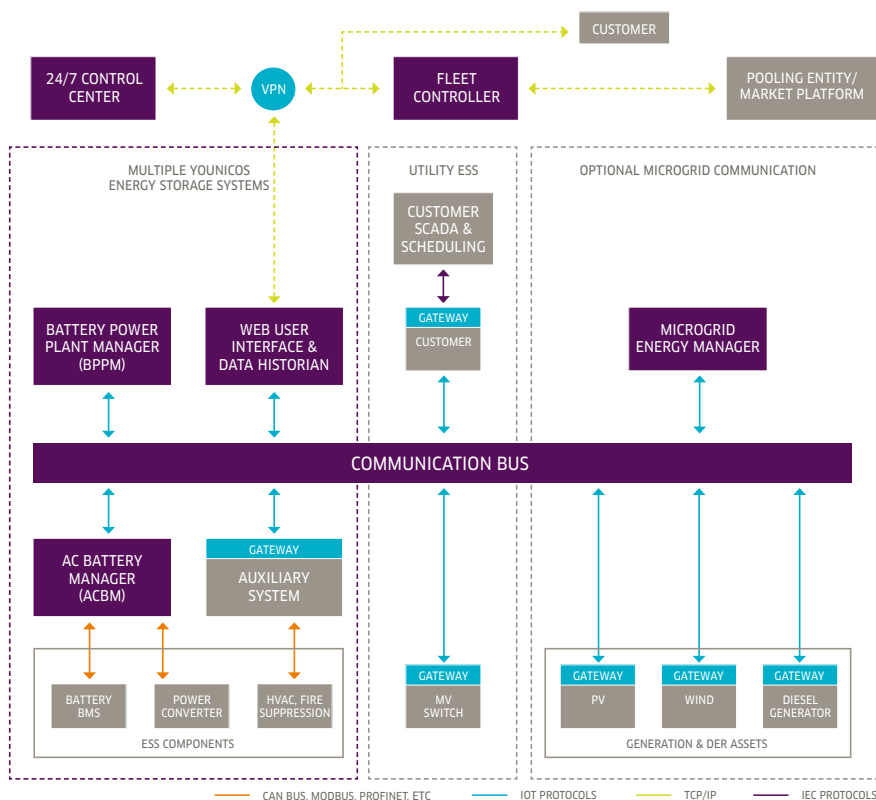 CUSTOMER
24/7 CONTROL
CENTER
VPN
FLEET
CONTROLLER
POOLING ENTITY/
MARKET PLATFORM
MULTIPLE YOUNICOS
ENERGY STORAGE SYSTEMS
UTILITY ESS
OPTIONAL MICROGRID COMMUNICATION
CUSTOMER
SCADA &
SCHEDULING
BATTERY POWER
PLANT MANAGER
(BPPM)
WEB USER
INTERFACE &
DATA HISTORIAN
GATEWAY
CUSTOMER
MICROGRID
ENERGY MANAGER
COMMUNICATION BUS
AC BATTERY
MANAGER
(ACBM)
GATEWAY
AUXILIARY
SYSTEM
BATTERY
BMS
POWER
CONVERTER
HVAC, FIRE
SUPPRESSION
ESS COMPONENTS
GATEWAY
MV
SWITCH
GATEWAY
PV
GATEWAY
WIND
GATEWAY
DIESEL
GENERATOR
GENERATION & DER ASSETS
CAN BUS, MODBUS, PROFINET, ETC
IOT PROTOCOLS
TCP/IP
IEC PROTOCOLS